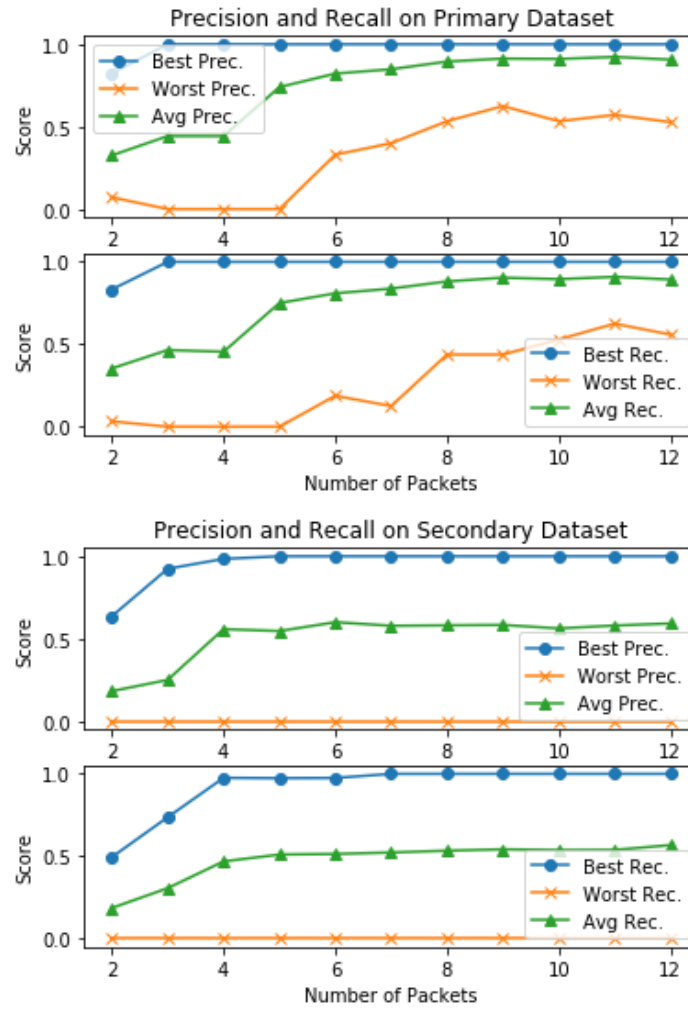 Precision and Recall on Primary Dataset
1.0
0.5
0.0
Score
Best Prec.
Worst Prec.
Avg Prec.
2 4 6 8 10 12
1.0
0.5
0.0
Score
Best Rec.
Worst Rec.
Avg Rec.
2 4 6 8 10 12
Number of Packets
Precision and Recall on Secondary Dataset
1.0
0.5
0.0
Score
Best Prec.
Worst Prec.
Avg Prec.
2 4 6 8 10 12
1.0
0.5
0.0
Score
Best Rec.
Worst Rec.
Avg Rec.
2 4 6 8 10 12
Number of Packets